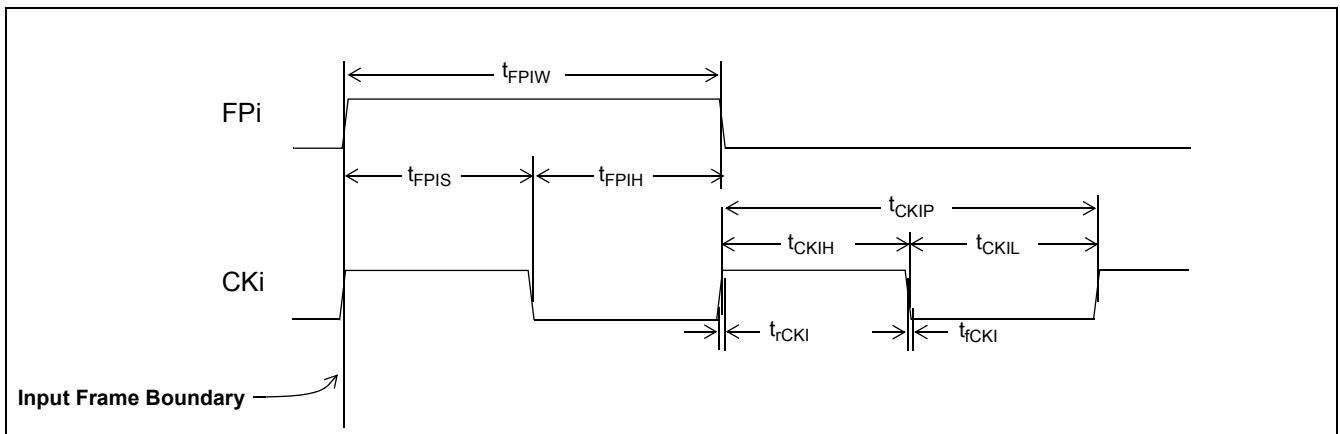 tFPIW
FPi
tFPIS
tFPIH
tCKIP
tCKIH
tCKIL
CKi
trCKI
tfCKI
Input Frame Boundary